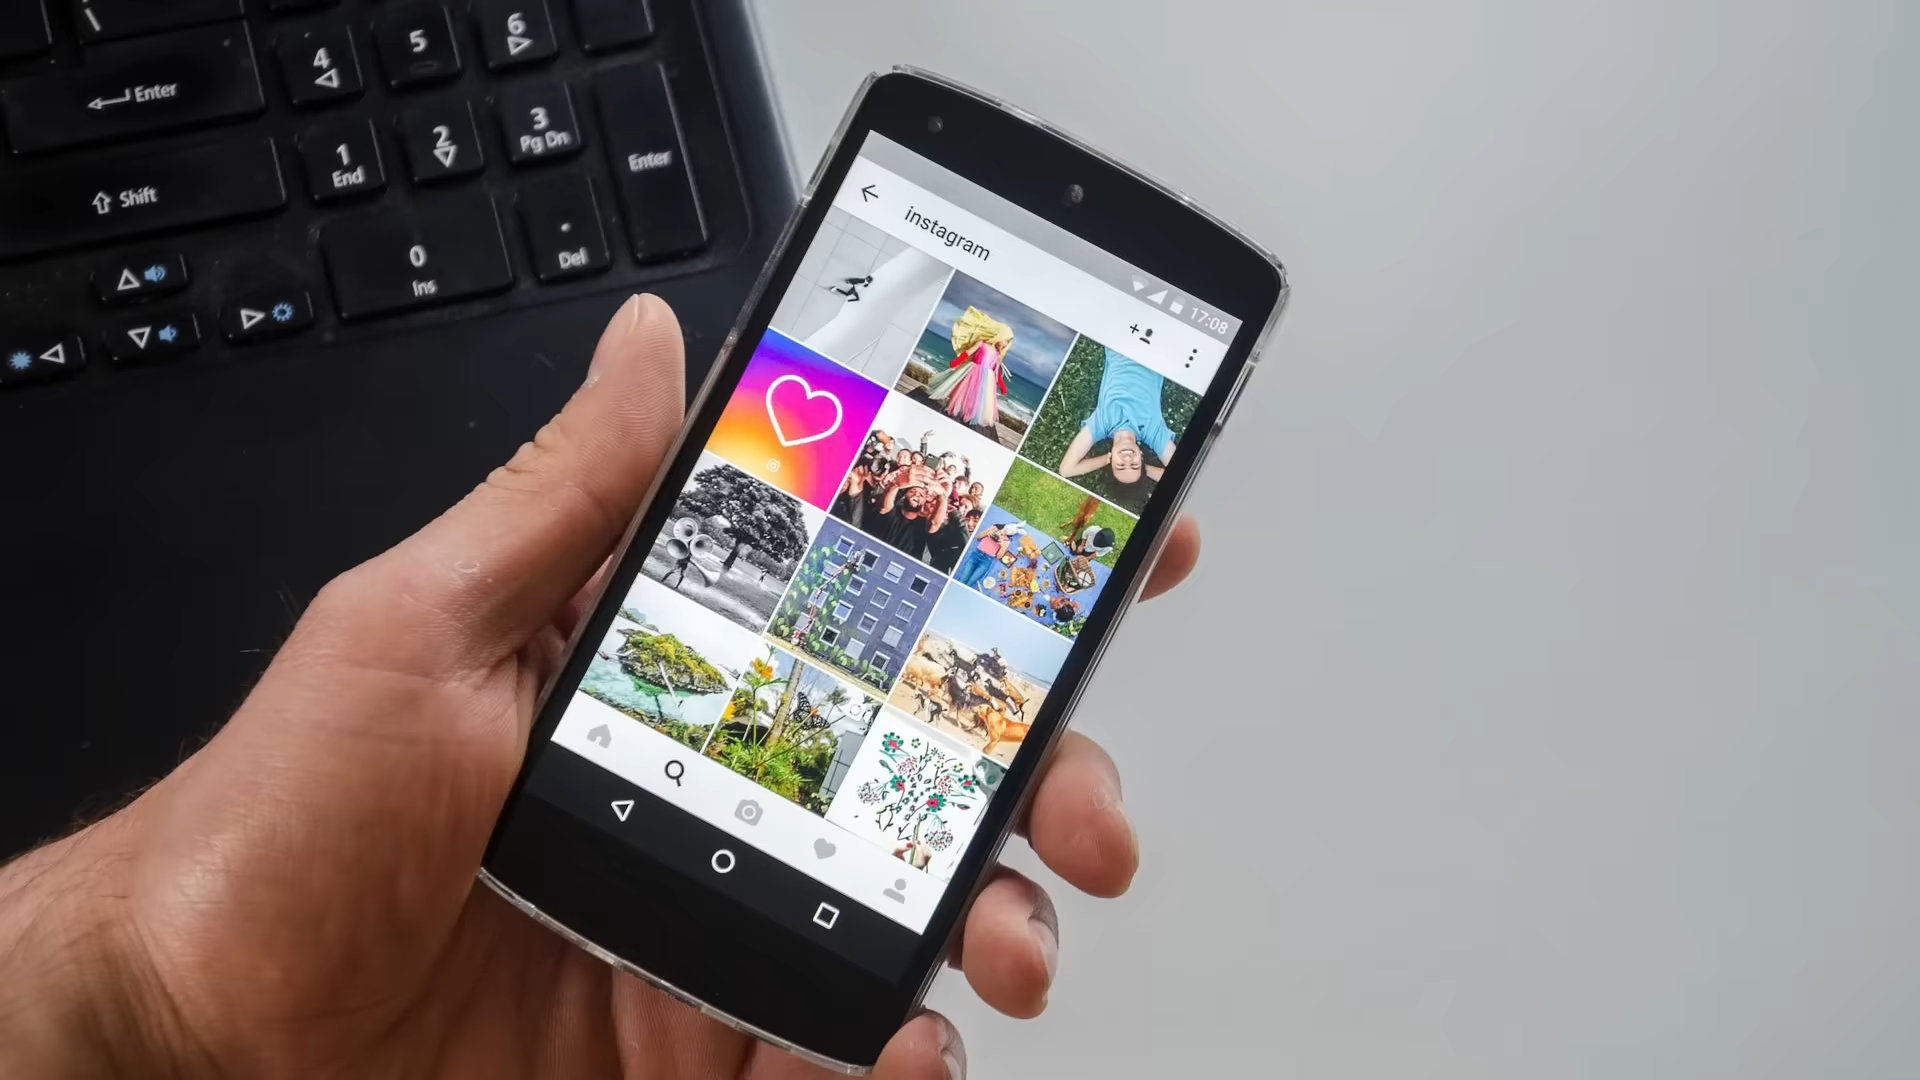 4
5
6
Enter
1
End
2
3
Pg Dn
Enter
Shift
0
Ins
.
Del
instagram
17:08